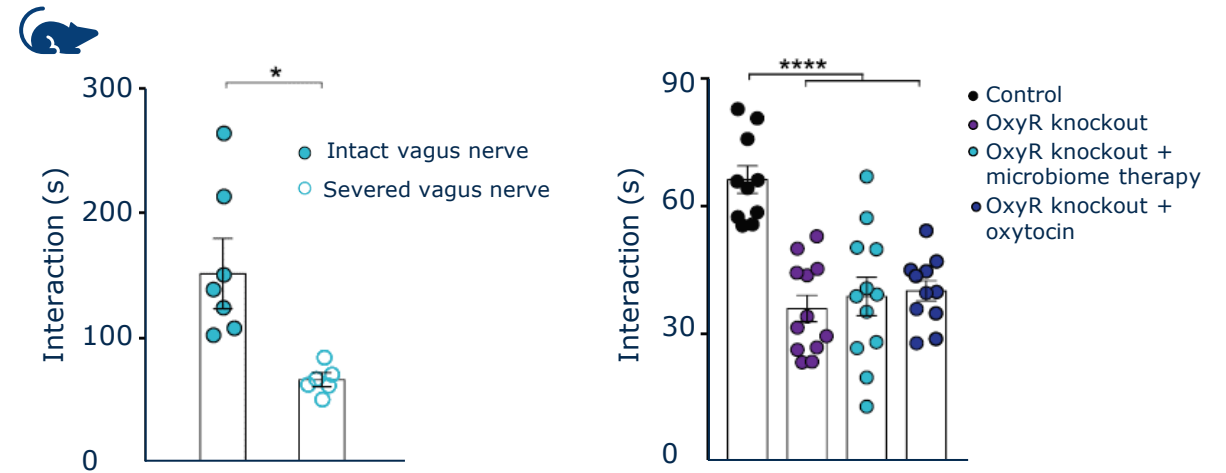 *
300
200
100
0
Interaction (s)
Intact vagus nerve
Severed vagus nerve
****
90
60
30
0
Interaction (s)
Control
OxyR knockout
OxyR knockout +
microbiome therapy
OxyR knockout +
oxytocin